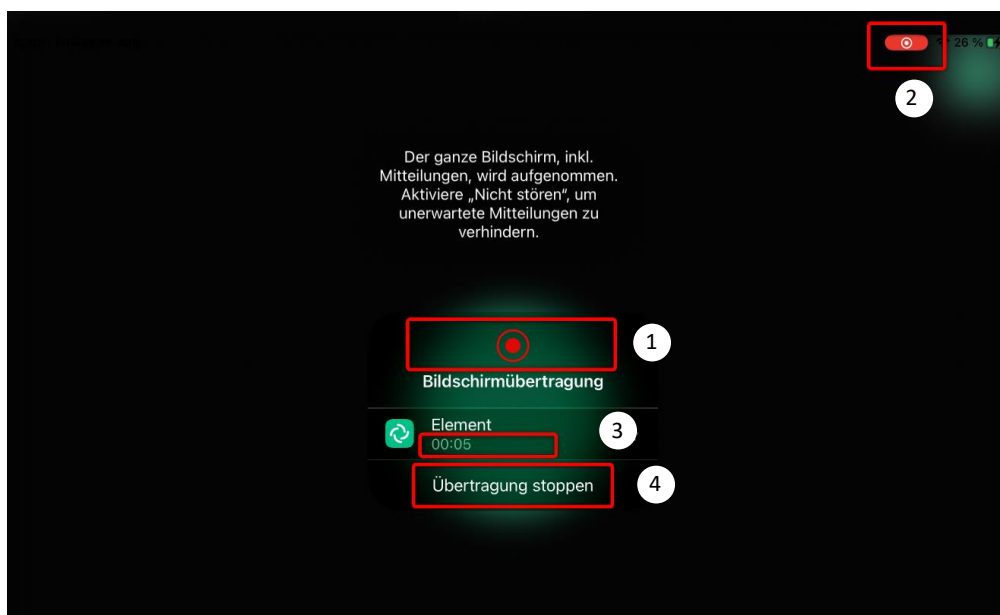 26 %
2
Der ganze Bildschirm, inkl.
Mitteilungen, wird aufgenommen.
Aktiviere „Nicht stören“, um
unerwartete Mitteilungen zu
verhindern.
1
Bildschirmübertragung
Element
3
00:05
Übertragung stoppen
4